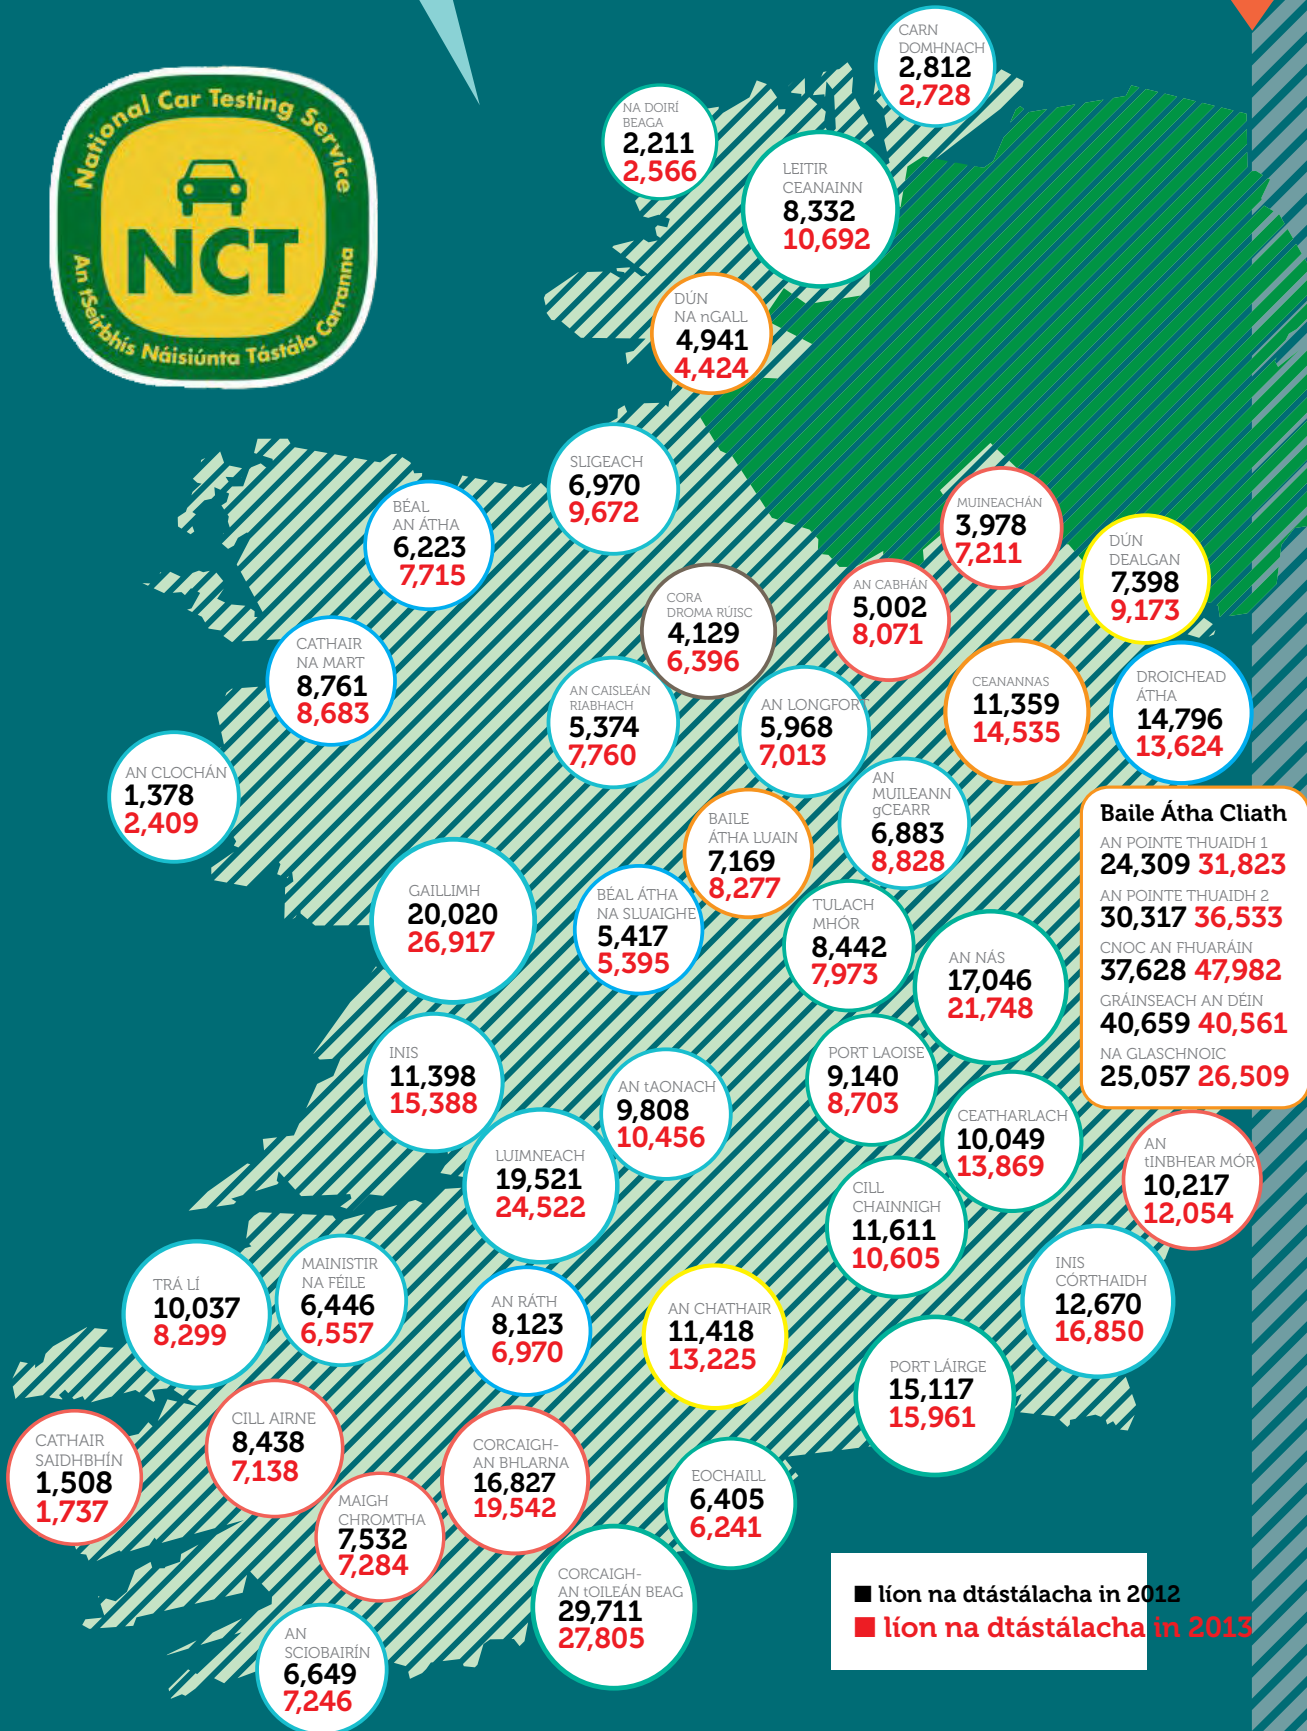 National Car Testing Service
NCT
An tSeirbhís Náisiúnta Tástála Carranna
CARN
DOMHNACH
2,812
2,728
NA DOIRÍ
BEAGA
2,211
2,566
LEITIR
CEANAINN
8,332
10,692
DÚN
NA nGALL
4,941
4,424
SLIGEACH
6,970
9,672
BÉAL
AN ÁTHA
6,223
7,715
MUINEACHÁN
3,978
7,211
DÚN
DEALGAN
7,398
9,173
AN CABHÁN
5,002
8,071
CORA
DROMA RÚISC
4,129
6,396
CATHAIR
NA MART
8,761
8,683
AN CAISLEÁN
RIABHACH
5,374
7,760
AN LONGFORT
5,968
7,013
CEANANNAS
11,359
14,535
DROICHEAD
ÁTHA
14,796
13,624
AN CLOCHÁN
1,378
2,409
AN
MUILEANN
gCEARR
6,883
8,828
BAILE
ÁTHA LUAIN
7,169
8,277
Baile Átha Cliath
AN POINTE THUAIDH 1
24,309 31,823
AN POINTE THUAIDH 2
30,317 36,533
CNOC AN FHUARÁIN
37,628 47,982
GRÁINSEACH AN DÉIN
40,659 40,561
NA GLASCHNOIC
25,057 26,509
GAILLIMH
20,020
26,917
BÉAL ÁTHA
NA SLUAIGHE
5,417
5,395
TULACH
MHÓR
8,442
7,973
AN NÁS
17,046
21,748
INIS
11,398
15,388
AN tAONACH
9,808
10,456
PORT LAOISE
9,140
8,703
CEATHARLACH
10,049
13,869
AN
tINBHEAR MÓR
10,217
12,054
LUIMNEACH
19,521
24,522
CILL
CHAINNIGH
11,611
10,605
TRÁ LÍ
10,037
8,299
MAINISTIR
NA FÉILE
6,446
6,557
AN RÁTH
8,123
6,970
AN CHATHAIR
11,418
13,225
INIS
CÓRTHAIDH
12,670
16,850
PORT LÁIRGE
15,117
15,961
CATHAIR
SAIDHBHÍN
1,508
1,737
CILL AIRNE
8,438
7,138
CORCAIGH-
AN BHLARNA
16,827
19,542
EOCHAILL
6,405
6,241
MAIGH
CHROMTHA
7,532
7,284
CORCAIGH-
AN tOILEÁN BEAG
29,711
27,805
AN
SCIOBAIRÍN
6,649
7,246
líon na dtástálacha in 2012
líon na dtástálacha in 2013